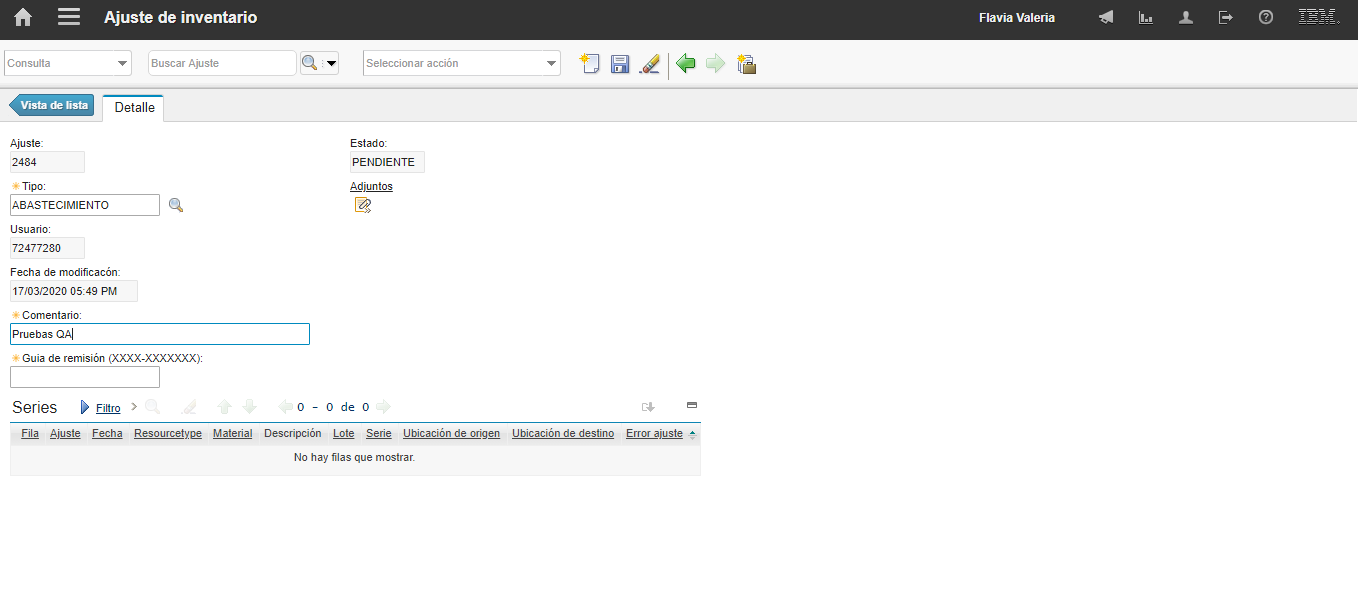 Ajuste de inventario
Flavia Valeria
IBM.
Consulta
Buscar Ajuste
Seleccionar acción
Vista de lista
Detalle
Ajuste:
2484
Estado:
PENDIENTE
Tipo:
ABASTECIMIENTO
Adjuntos
Usuario:
72477280
Fecha de modificacón:
17/03/2020 05:49 PM
Comentario:
Pruebas QA
Guia de remisión (XXXX-XXXXXXX):
Series Filtro 0 - 0 de 0
Fila Ajuste Fecha Resourcetype Material Descripción Lote Serie Ubicación de origen Ubicación de destino Error ajuste
No hay filas que mostrar.